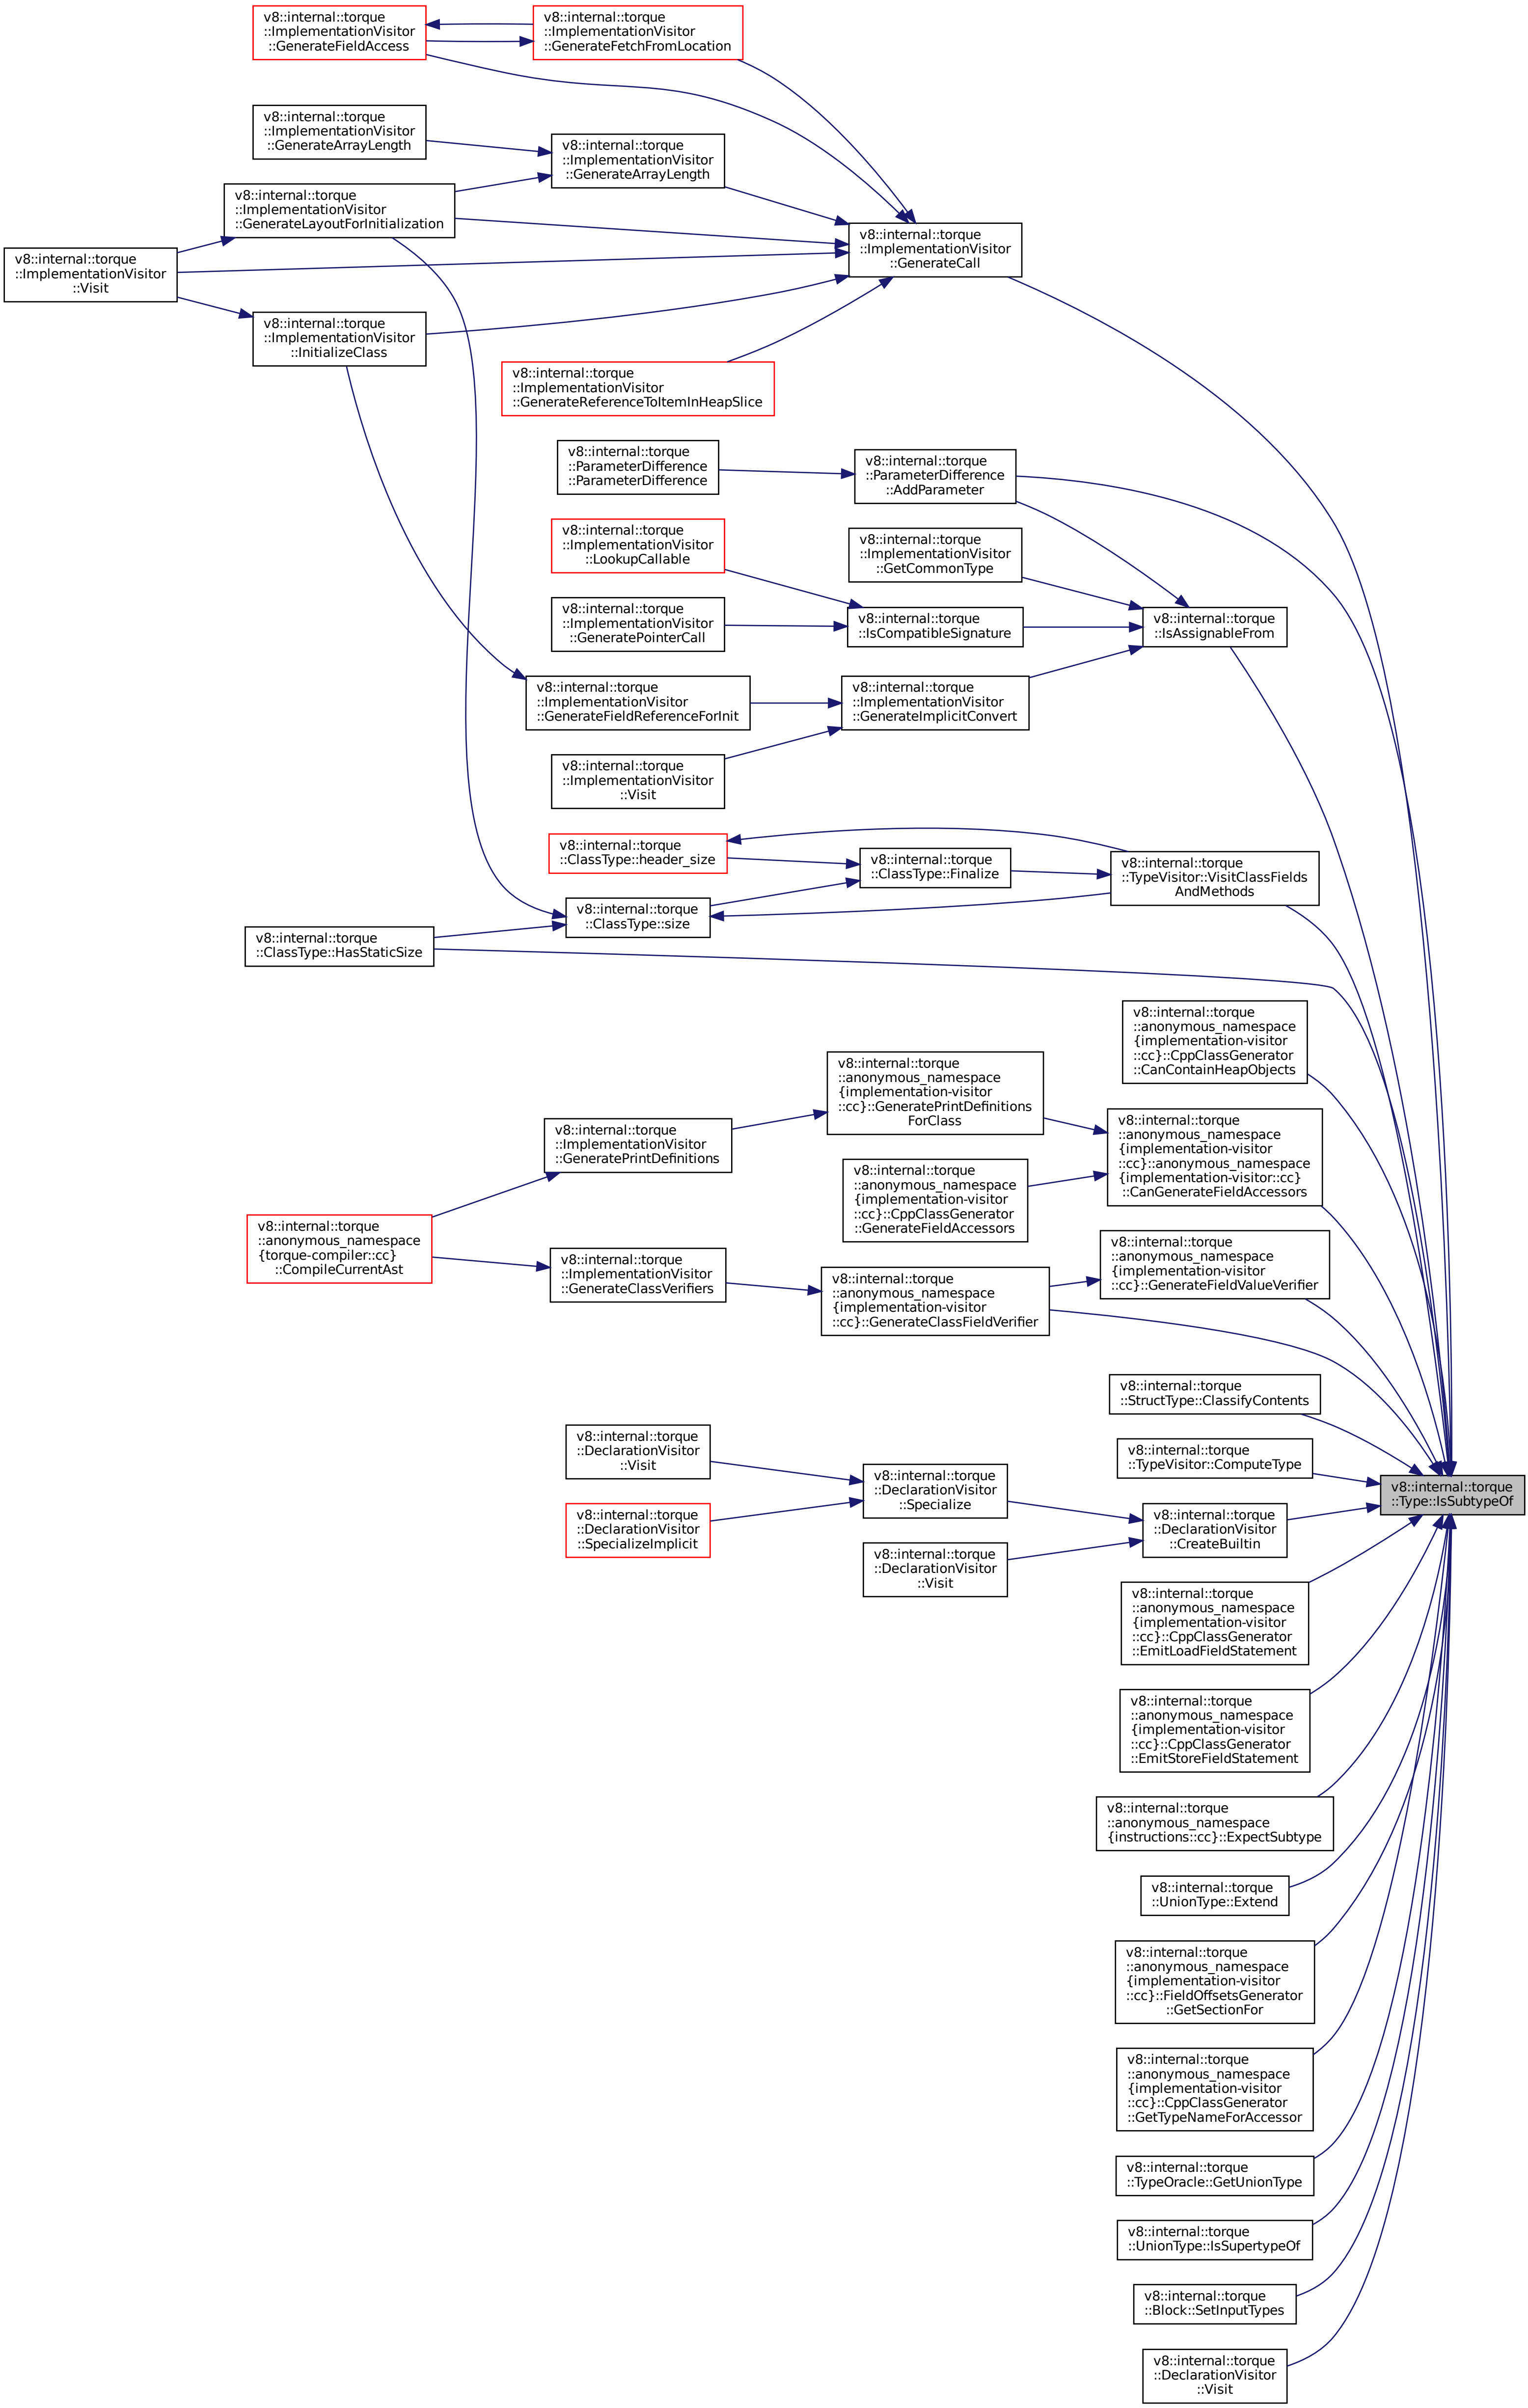 v8::internal::torque
::ImplementationVisitor
::GenerateFieldAccess
v8::internal::torque
::ImplementationVisitor
::GenerateFetchFromLocation
v8::internal::torque
::ImplementationVisitor
::GenerateArrayLength
v8::internal::torque
::ImplementationVisitor
::GenerateArrayLength
v8::internal::torque
::ImplementationVisitor
::GenerateLayoutForInitialization
v8::internal::torque
::ImplementationVisitor
::GenerateCall
v8::internal::torque
::ImplementationVisitor
::Visit
v8::internal::torque
::ImplementationVisitor
::InitializeClass
v8::internal::torque
::ImplementationVisitor
::GenerateReferenceToItemInHeapSlice
v8::internal::torque
::ParameterDifference
::ParameterDifference
v8::internal::torque
::ParameterDifference
::AddParameter
v8::internal::torque
::ImplementationVisitor
::LookupCallable
v8::internal::torque
::ImplementationVisitor
::GetCommonType
v8::internal::torque
::ImplementationVisitor
::GeneratePointerCall
v8::internal::torque
::IsCompatibleSignature
v8::internal::torque
::IsAssignableFrom
v8::internal::torque
::ImplementationVisitor
::GenerateFieldReferenceForInit
v8::internal::torque
::ImplementationVisitor
::GenerateImplicitConvert
v8::internal::torque
::ImplementationVisitor
::Visit
v8::internal::torque
::ClassType::header_size
v8::internal::torque
::ClassType::Finalize
v8::internal::torque
::TypeVisitor::VisitClassFields
AndMethods
v8::internal::torque
::ClassType::size
v8::internal::torque
::ClassType::HasStaticSize
v8::internal::torque
::anonymous_namespace
{implementation-visitor
::cc}::CppClassGenerator
::CanContainHeapObjects
v8::internal::torque
::anonymous_namespace
{implementation-visitor
::cc}::GeneratePrintDefinitions
ForClass
v8::internal::torque
::anonymous_namespace
{implementation-visitor
::cc}::anonymous_namespace
{implementation-visitor::cc}
::CanGenerateFieldAccessors
v8::internal::torque
::ImplementationVisitor
::GeneratePrintDefinitions
v8::internal::torque
::anonymous_namespace
{implementation-visitor
::cc}::CppClassGenerator
::GenerateFieldAccessors
v8::internal::torque
::anonymous_namespace
{torque-compiler::cc}
::CompileCurrentAst
v8::internal::torque
::ImplementationVisitor
::GenerateClassVerifiers
v8::internal::torque
::anonymous_namespace
{implementation-visitor
::cc}::GenerateClassFieldVerifier
v8::internal::torque
::anonymous_namespace
{implementation-visitor
::cc}::GenerateFieldValueVerifier
v8::internal::torque
::StructType::ClassifyContents
v8::internal::torque
::TypeVisitor::ComputeType
v8::internal::torque
::Type::IsSubtypeOf
v8::internal::torque
::DeclarationVisitor
::Visit
v8::internal::torque
::DeclarationVisitor
::Specialize
v8::internal::torque
::DeclarationVisitor
::SpecializeImplicit
v8::internal::torque
::DeclarationVisitor
::CreateBuiltin
v8::internal::torque
::DeclarationVisitor
::Visit
v8::internal::torque
::anonymous_namespace
{implementation-visitor
::cc}::CppClassGenerator
::EmitLoadFieldStatement
v8::internal::torque
::anonymous_namespace
{implementation-visitor
::cc}::CppClassGenerator
::EmitStoreFieldStatement
v8::internal::torque
::anonymous_namespace
{instructions::cc}::ExpectSubtype
v8::internal::torque
::UnionType::Extend
v8::internal::torque
::anonymous_namespace
{implementation-visitor
::cc}::FieldOffsetsGenerator
::GetSectionFor
v8::internal::torque
::anonymous_namespace
{implementation-visitor
::cc}::CppClassGenerator
::GetTypeNameForAccessor
v8::internal::torque
::TypeOracle::GetUnionType
v8::internal::torque
::UnionType::IsSupertypeOf
v8::internal::torque
::Block::SetInputTypes
v8::internal::torque
::DeclarationVisitor
::Visit